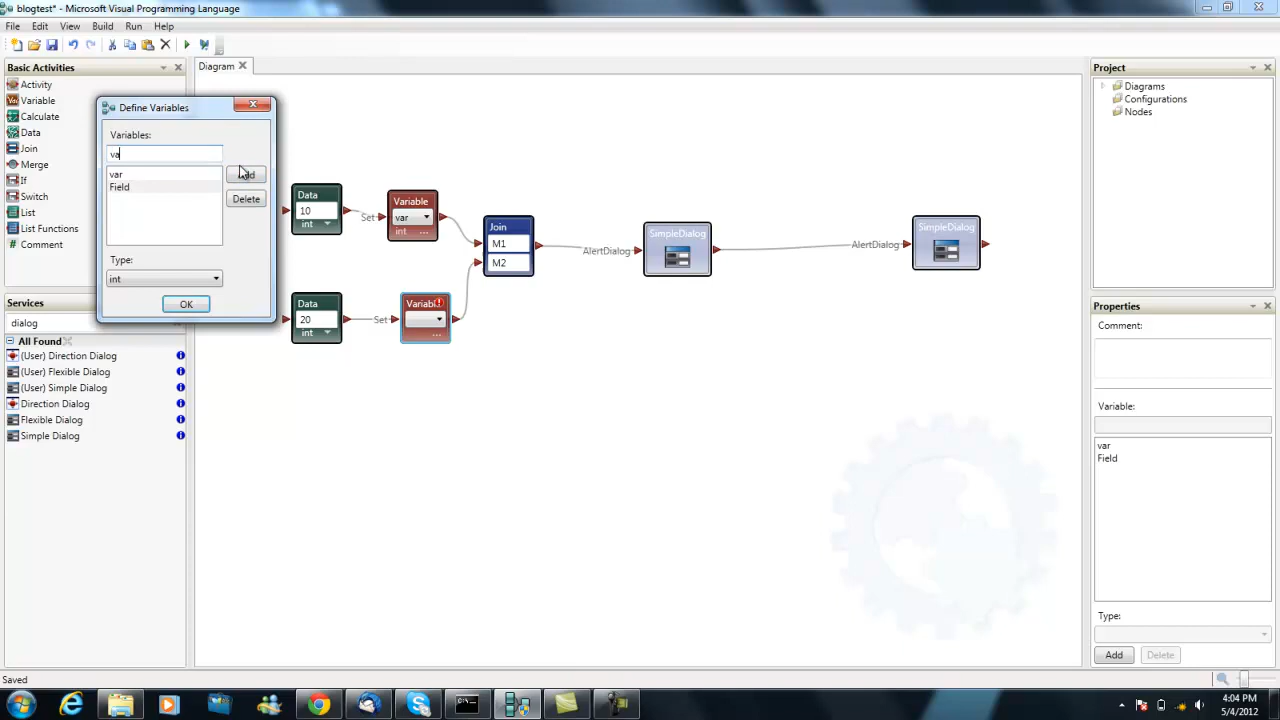 blogtest* - Microsoft Visual Programming Language
File Edit View Build Run Help
Basic Activities
Activity
Variable
Calculate
Data
Join
Merge
If
Switch
List
List Functions
Comment
Services
dialog
All Found
(User) Direction Dialog
(User) Flexible Dialog
(User) Simple Dialog
Direction Dialog
Flexible Dialog
Simple Dialog
Define Variables
Variables:
va
var
Field
Delete
Type:
int
OK
Diagram
Data
10
int
Set
Variable
var
int ...
Join
M1
M2
AlertDialog
SimpleDialog
AlertDialog
SimpleDialog
Data
20
int
Set
...
Project
Diagrams
Configurations
Nodes
Properties
Comment:
Variable:
var
Field
Type:
Add Delete
Saved
4:04 PM
5/4/2012